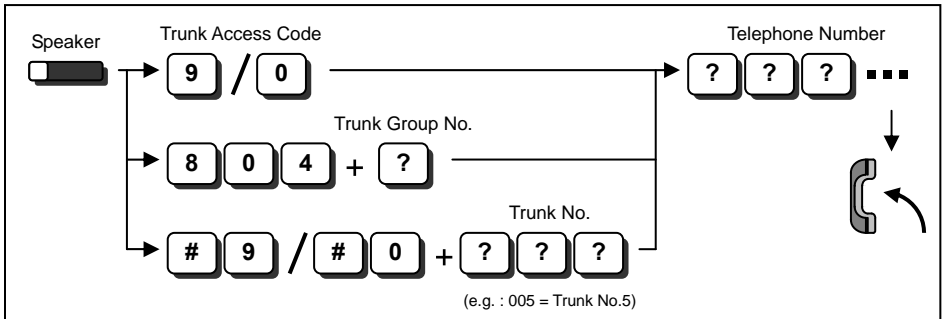 Speaker
Trunk Access Code
9 / 0
Telephone Number
? ? ? ...
Trunk Group No.
8 0 4 + ?
Trunk No.
# 9 / # 0 + ? ? ?
(e.g. : 005 = Trunk No.5)